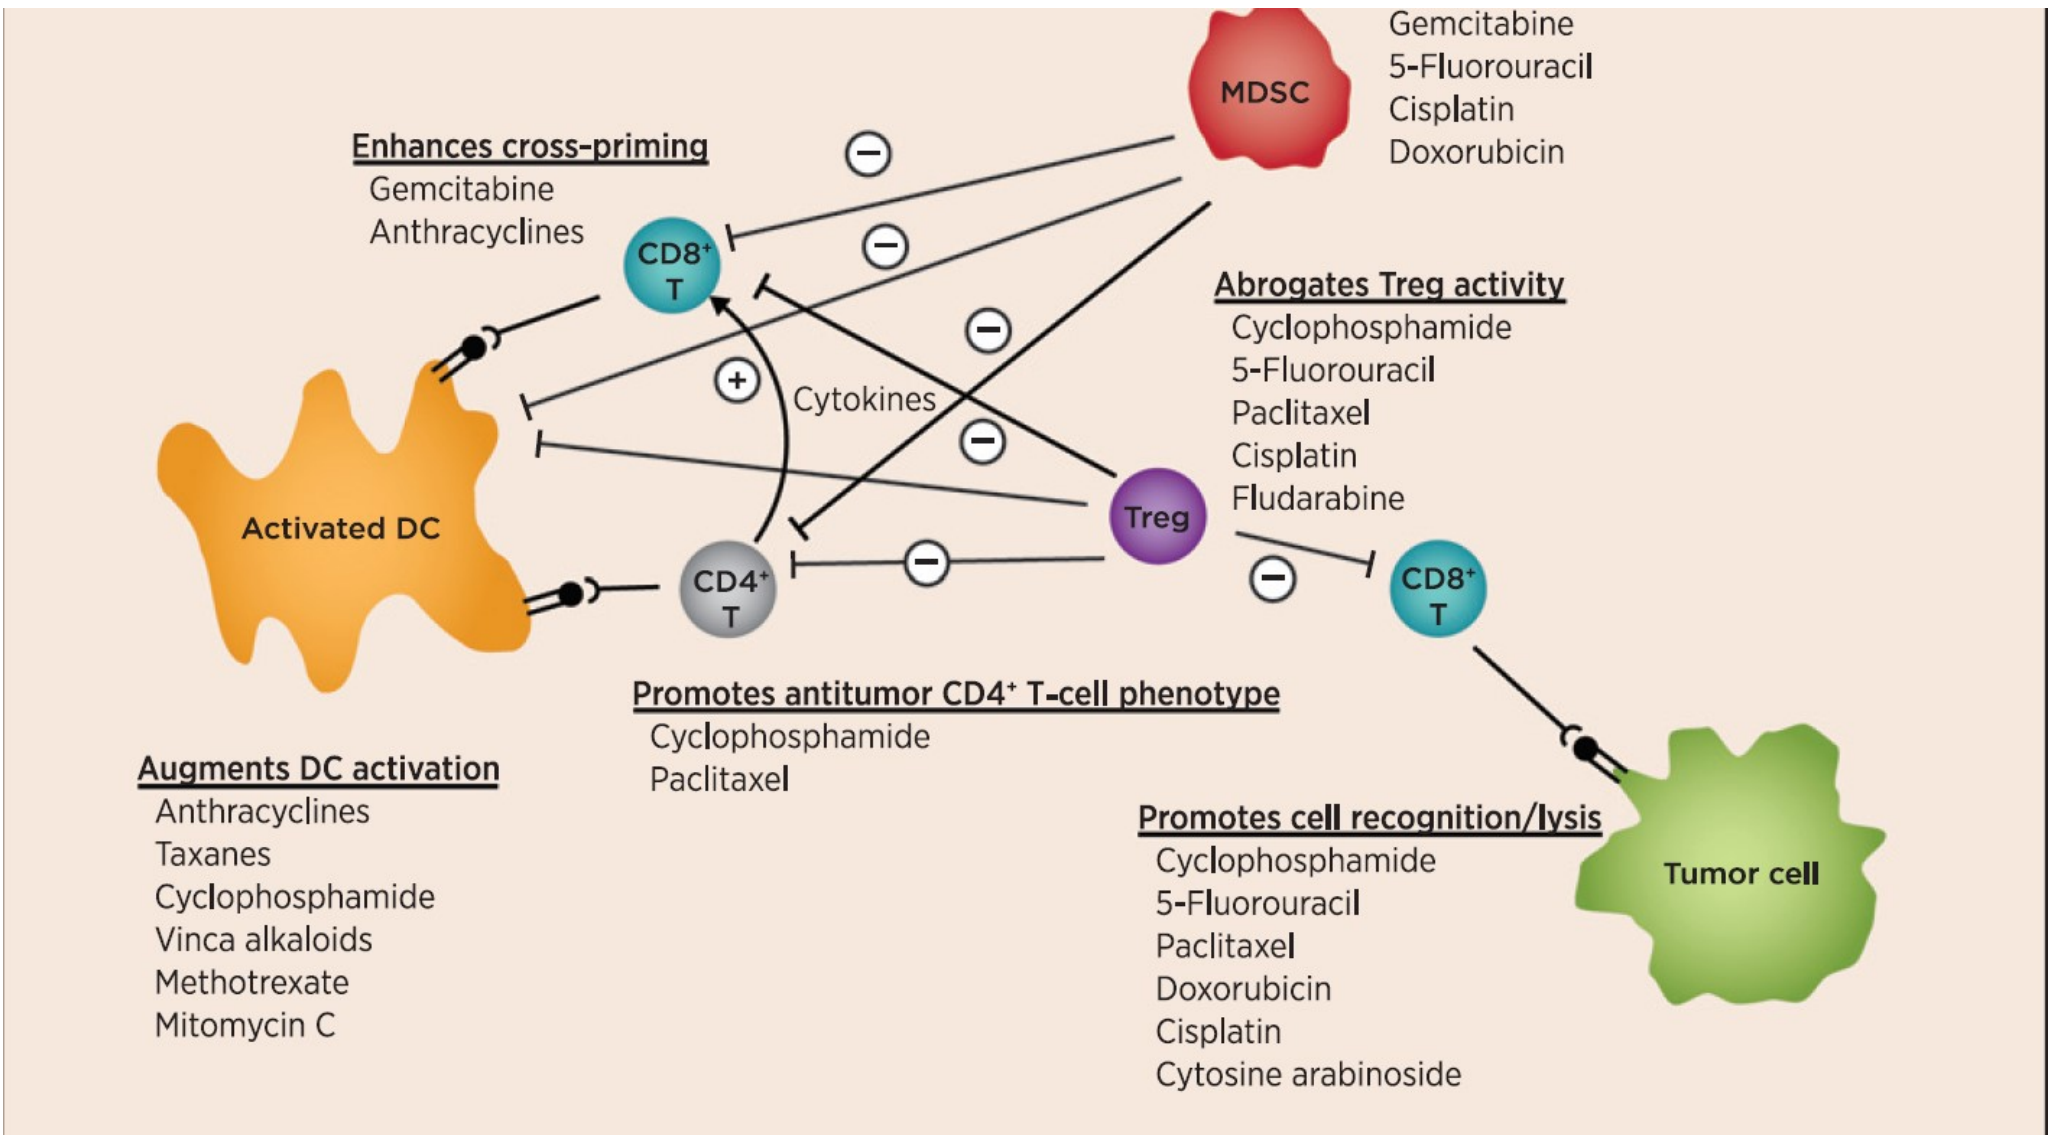 Gemcitabine
5-Fluorouracil
Cisplatin
Doxorubicin
MDSC
Enhances cross-priming
Gemcitabine
Anthracyclines
−
CD8⁺
T
−
Abrogates Treg activity
Cyclophosphamide
5-Fluorouracil
Paclitaxel
Cisplatin
Fludarabine
−
+
Cytokines
−
Treg
Activated DC
CD4⁺
T
−
−
CD8⁺
T
Promotes antitumor CD4⁺ T-cell phenotype
Cyclophosphamide
Paclitaxel
Augments DC activation
Anthracyclines
Taxanes
Cyclophosphamide
Vinca alkaloids
Methotrexate
Mitomycin C
Promotes cell recognition/lysis
Cyclophosphamide
5-Fluorouracil
Paclitaxel
Doxorubicin
Cisplatin
Cytosine arabinoside
Tumor cell